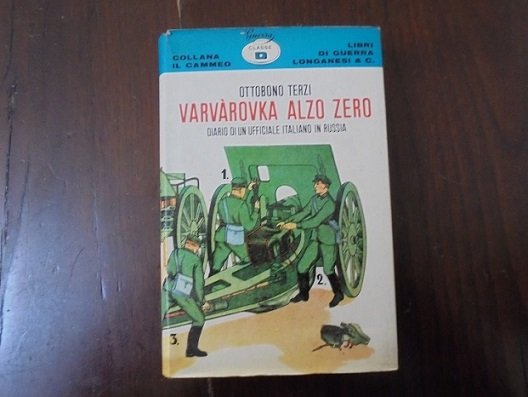 Guerra
CLASSE
G
COLLANA
IL CAMMEO
LIBRI
DI GUERRA
LONGANESI & C.
OTTOBONO TERZI
VARVÀROVKA ALZO ZERO
DIARIO DI UN UFFICIALE ITALIANO IN RUSSIA
1.
2.
3.